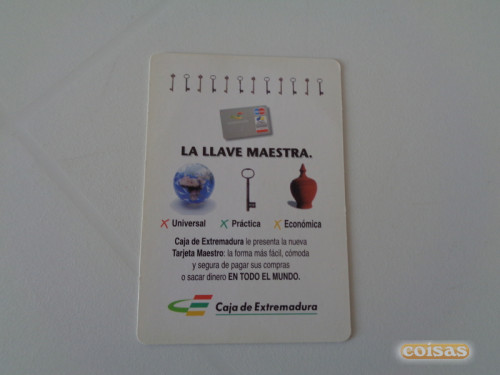 LA LLAVE MAESTRA.
Universal
Práctica
Económica
Caja de Extremadura le presenta la nueva
Tarjeta Maestro: la forma más fácil, cómoda
y segura de pagar sus compras
o sacar dinero EN TODO EL MUNDO.
Caja de Extremadura
coisas